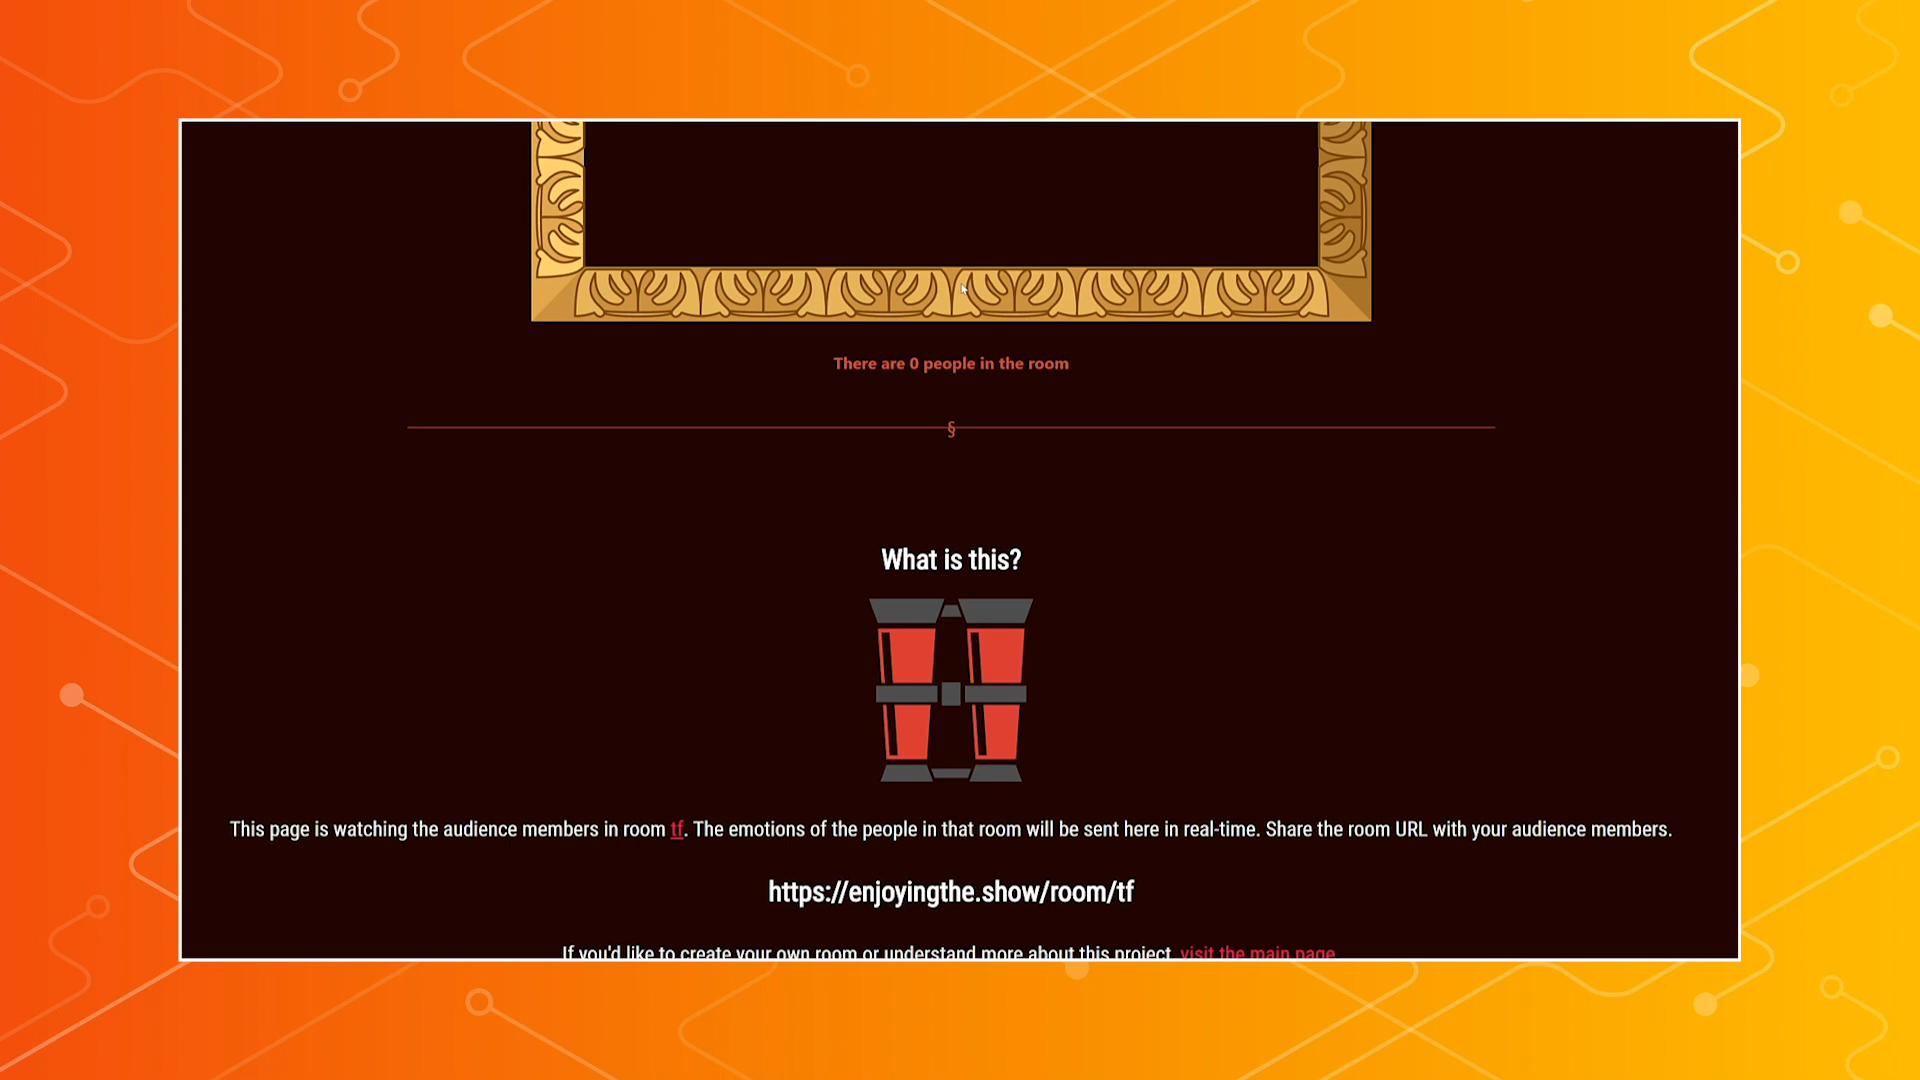 There are 0 people in the room
§
What is this?
This page is watching the audience members in room tf. The emotions of the people in that room will be sent here in real-time. Share the room URL with your audience members.
https://enjoyingthe.show/room/tf
If you'd like to create your own room or understand more about this project, visit the main page